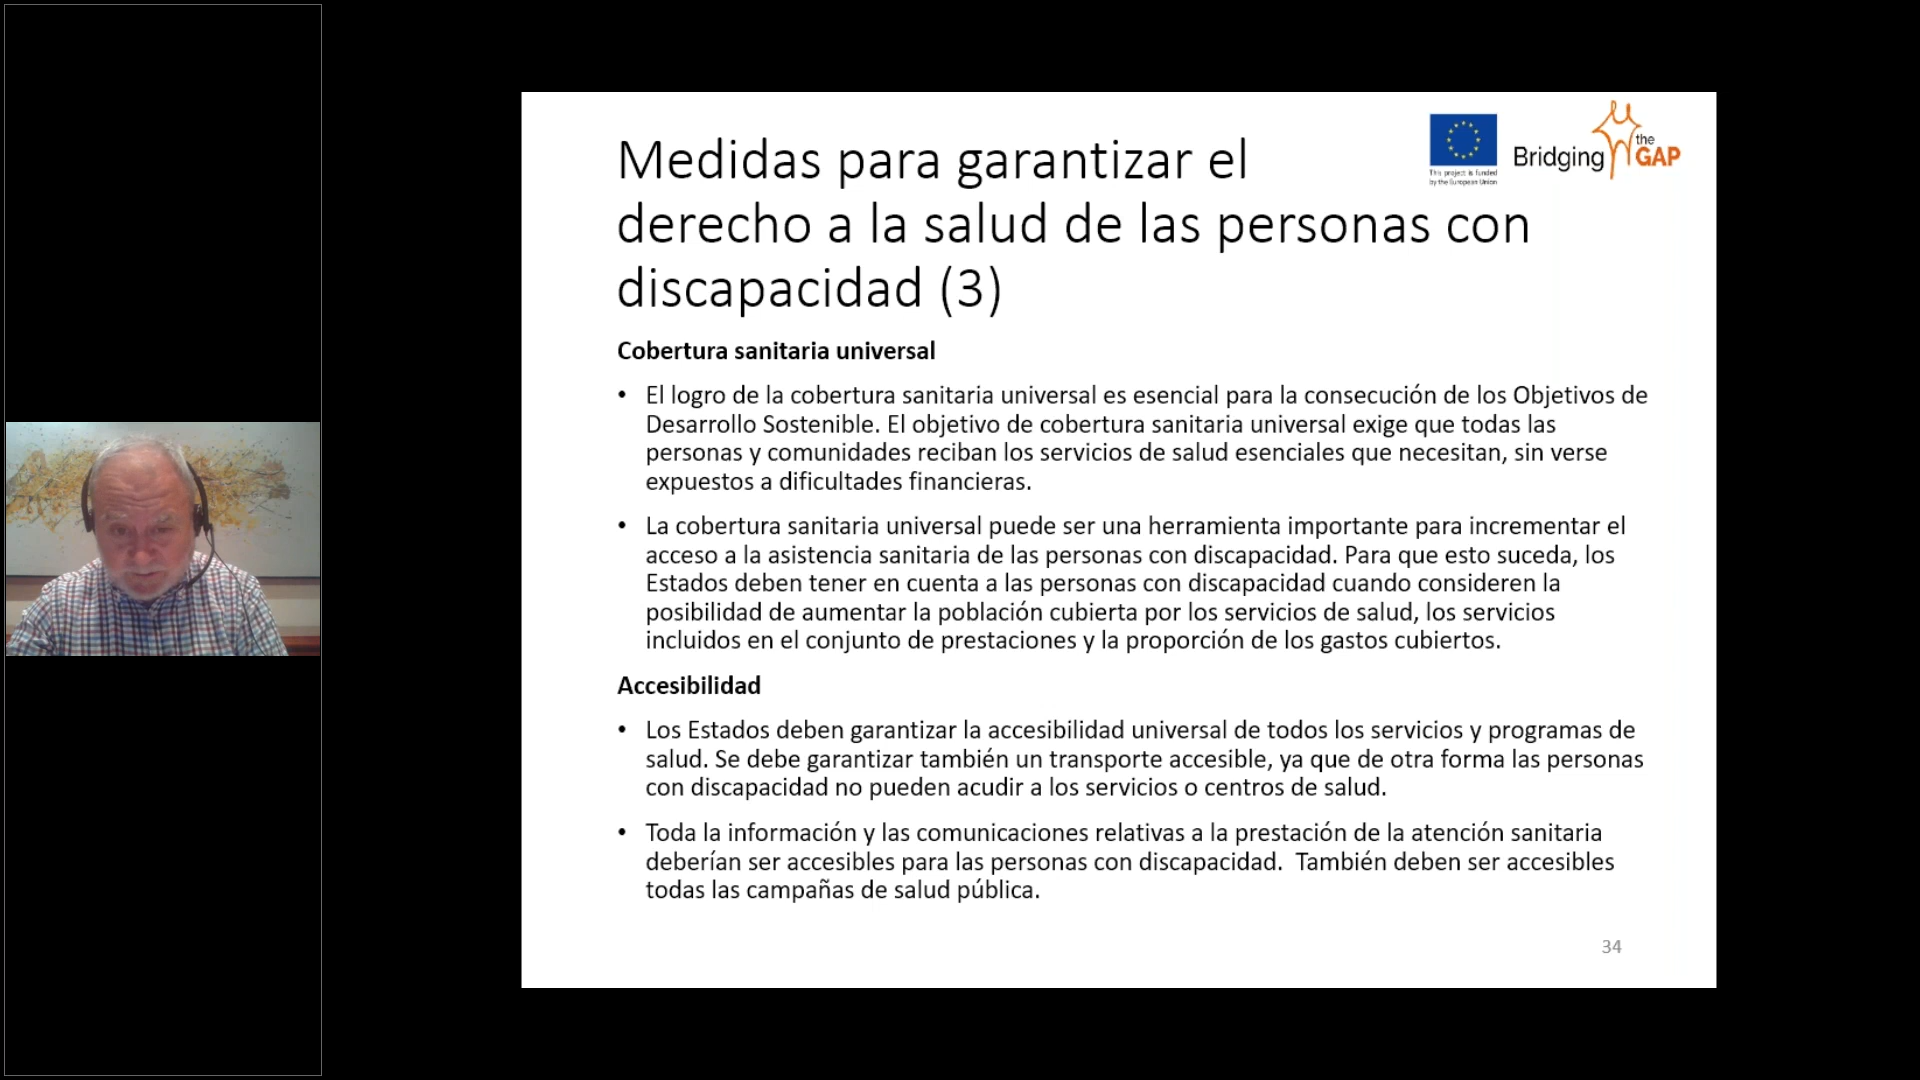 Medidas para garantizar el
derecho a la salud de las personas con
discapacidad (3)
This project is funded
by the European Union
Bridging
the
GAP
Cobertura sanitaria universal
• El logro de la cobertura sanitaria universal es esencial para la consecución de los Objetivos de
Desarrollo Sostenible. El objetivo de cobertura sanitaria universal exige que todas las
personas y comunidades reciban los servicios de salud esenciales que necesitan, sin verse
expuestos a dificultades financieras.
• La cobertura sanitaria universal puede ser una herramienta importante para incrementar el
acceso a la asistencia sanitaria de las personas con discapacidad. Para que esto suceda, los
Estados deben tener en cuenta a las personas con discapacidad cuando consideren la
posibilidad de aumentar la población cubierta por los servicios de salud, los servicios
incluidos en el conjunto de prestaciones y la proporción de los gastos cubiertos.
Accesibilidad
• Los Estados deben garantizar la accesibilidad universal de todos los servicios y programas de
salud. Se debe garantizar también un transporte accesible, ya que de otra forma las personas
con discapacidad no pueden acudir a los servicios o centros de salud.
• Toda la información y las comunicaciones relativas a la prestación de la atención sanitaria
deberían ser accesibles para las personas con discapacidad.  También deben ser accesibles
todas las campañas de salud pública.
34